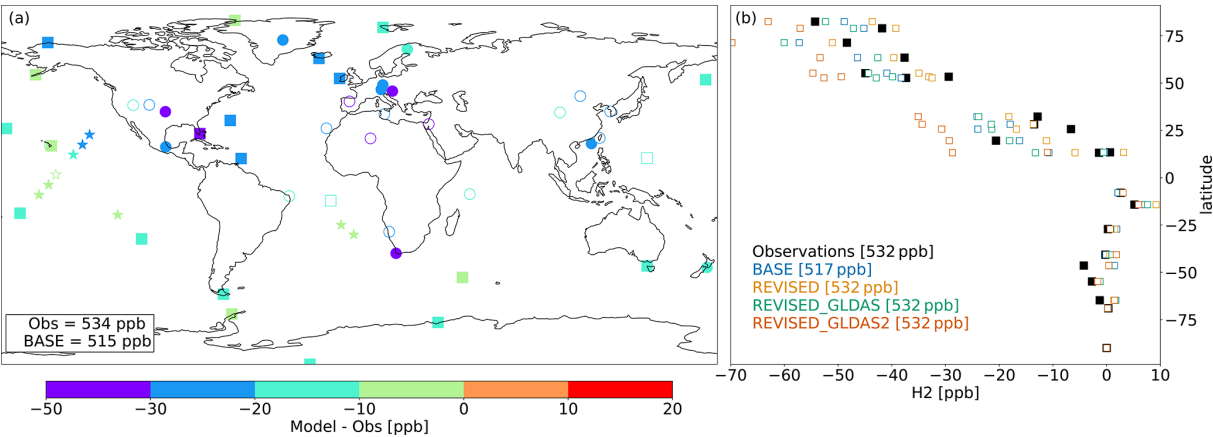 (a)
Obs = 534 ppb
BASE = 515 ppb
−50 −30 −20 −10 0 10 20
Model - Obs [ppb]
(b)
75
50
25
0
−25
−50
−75
latitude
Observations [532 ppb]
BASE [517 ppb]
REVISED [532 ppb]
REVISED_GLDAS [532 ppb]
REVISED_GLDAS2 [532 ppb]
−70 −60 −50 −40 −30 −20 −10 0 10
H2 [ppb]